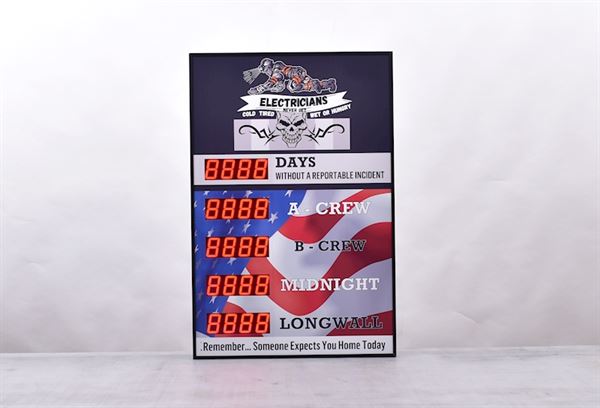 ELECTRICIANS
NEVER GET
COLD TIRED WET OR HUNGRY
8888 DAYS
WITHOUT A REPORTABLE INCIDENT
8888 A - CREW
8888 B - CREW
8888 MIDNIGHT
8888 LONGWALL
.Remember... Someone Expects You Home Today